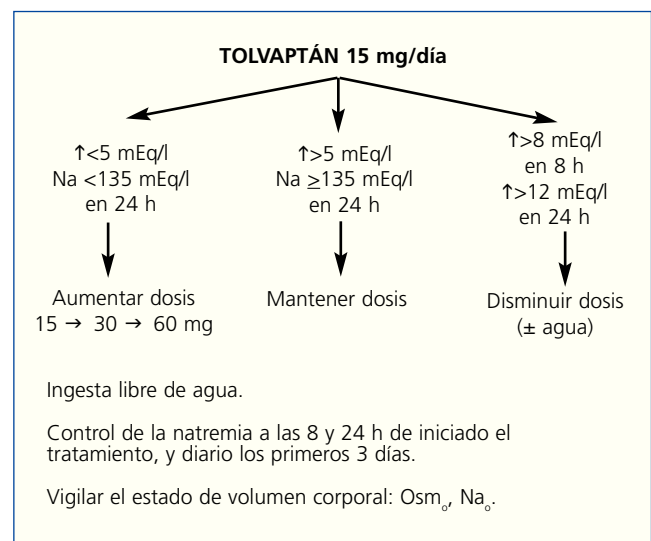 TOLVAPTÁN 15 mg/día
↑<5 mEq/l
Na <135 mEq/l
en 24 h
↑>5 mEq/l
Na ≥135 mEq/l
en 24 h
↑>8 mEq/l
en 8 h
↑>12 mEq/l
en 24 h
Aumentar dosis
15 → 30 → 60 mg
Mantener dosis
Disminuir dosis
(± agua)
Ingesta libre de agua.
Control de la natremia a las 8 y 24 h de iniciado el
tratamiento, y diario los primeros 3 días.
Vigilar el estado de volumen corporal: Osmₒ, Naₒ.